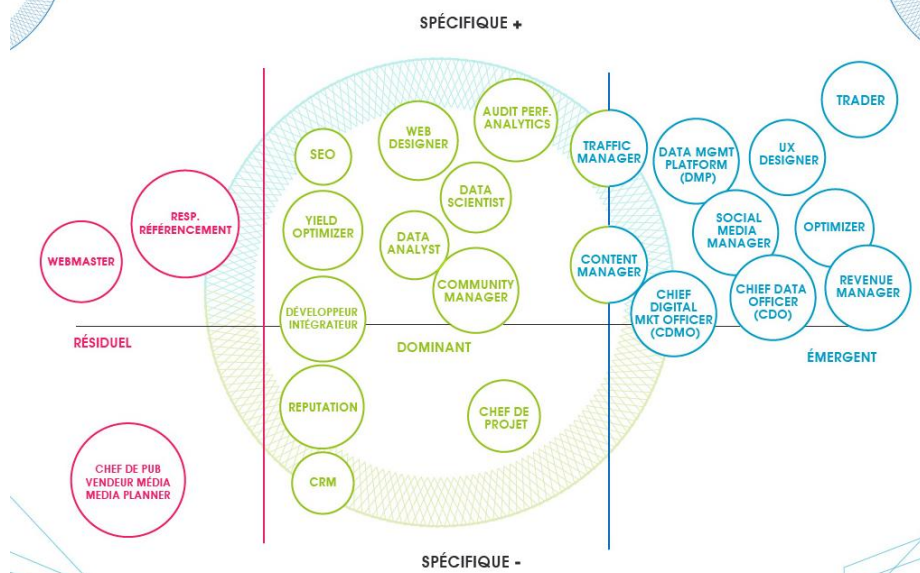 SPÉCIFIQUE +
TRADER
AUDIT PERF.
ANALYTICS
WEB
DESIGNER
SEO
TRAFFIC
MANAGER
DATA MGMT
PLATFORM
(DMP)
UX
DESIGNER
DATA
SCIENTIST
RESP.
RÉFÉRENCEMENT
YIELD
OPTIMIZER
SOCIAL
MEDIA
MANAGER
OPTIMIZER
DATA
ANALYST
WEBMASTER
CONTENT
MANAGER
COMMUNITY
MANAGER
REVENUE
MANAGER
CHIEF
DIGITAL
MKT OFFICER
(CDMO)
CHIEF DATA
OFFICER
(CDO)
DÉVELOPPEUR
INTÉGRATEUR
RÉSIDUEL
DOMINANT
ÉMERGENT
REPUTATION
CHEF DE
PROJET
CHEF DE PUB
VENDEUR MÉDIA
MEDIA PLANNER
CRM
SPÉCIFIQUE -